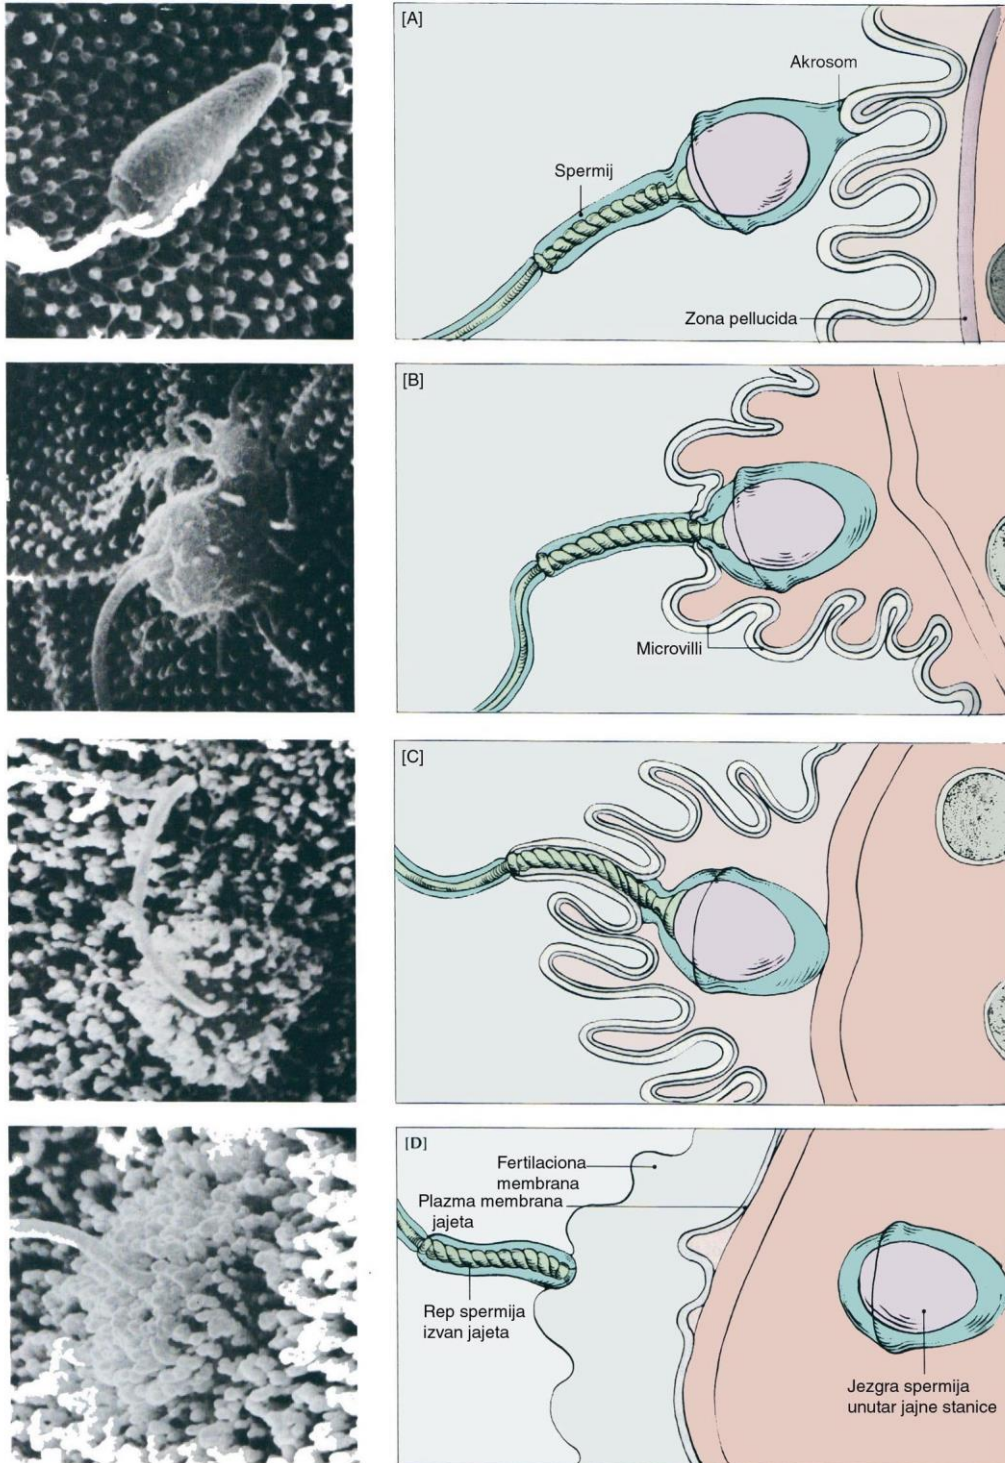 [A]
Akrosom
Spermij
Zona pellucida
[B]
Microvilli
[C]
[D]
Fertilaciona
membrana
Plazma membrana
jajeta
Rep spermija
izvan jajeta
Jezgra spermija
unutar jajne stanice